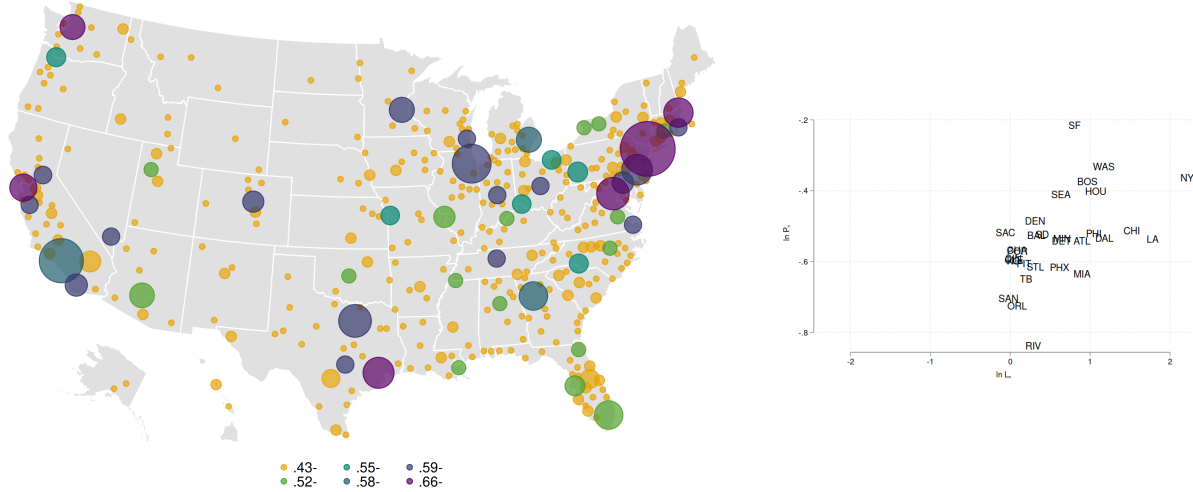 .43-
.55-
.59-
.52-
.58-
.66-
-.2
-.4
-.6
-.8
ln Pₙ
-2
-1
0
1
2
ln Lₙ
SF
WAS
NY
BOS
HOU
SEA
DEN
SAC
SD
MIN
PHI
CHI
DET
ATL
DAL
LA
STL
PHX
MIA
TB
SAN
ORL
RIV